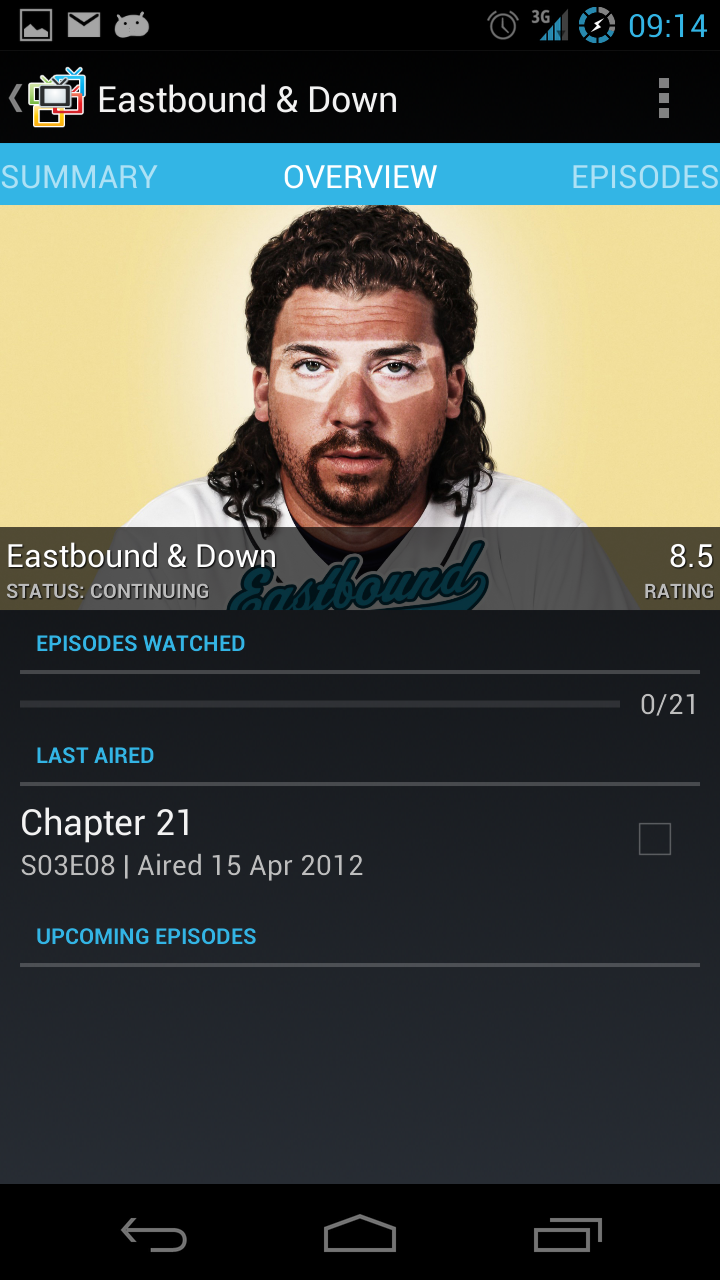 3G 09:14
Eastbound & Down
SUMMARY OVERVIEW EPISODES
Eastbound
Eastbound & Down 8.5
STATUS: CONTINUING RATING
EPISODES WATCHED
0/21
LAST AIRED
Chapter 21
S03E08 | Aired 15 Apr 2012
UPCOMING EPISODES